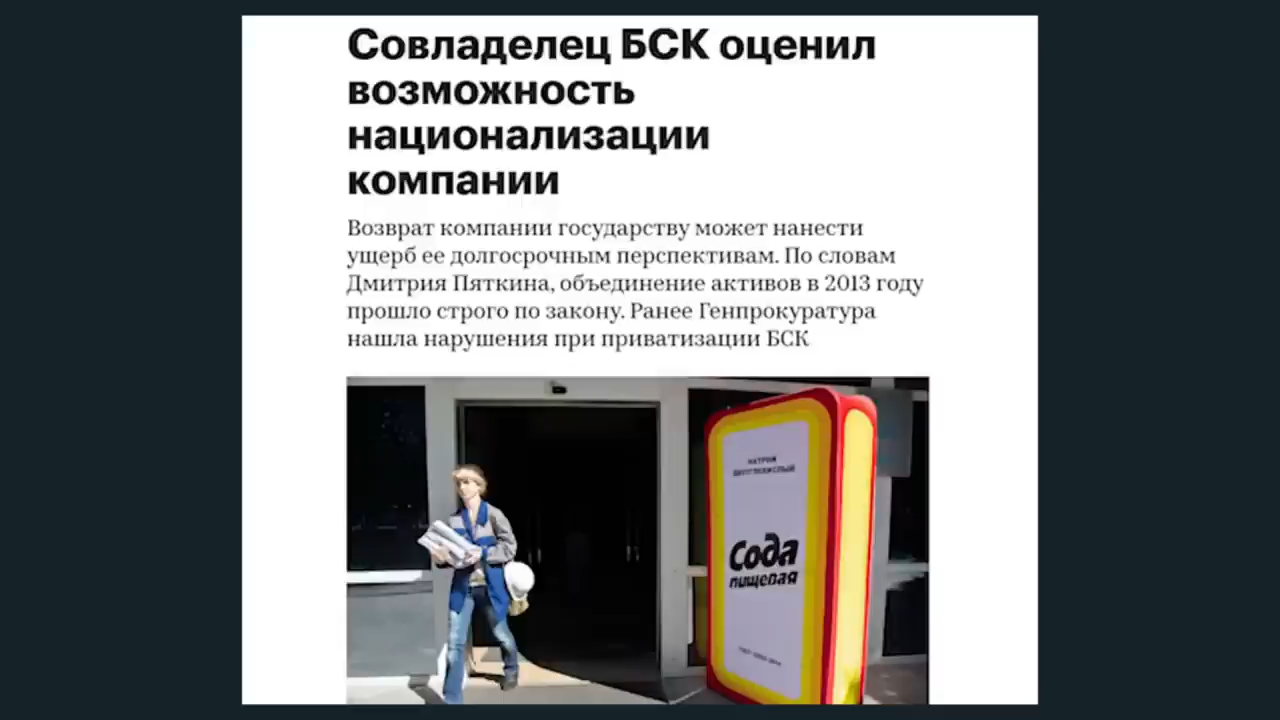 Совладелец БСК оценил
возможность
национализации
компании
Возврат компании государству может нанести
ущерб ее долгосрочным перспективам. По словам
Дмитрия Пяткина, объединение активов в 2013 году
прошло строго по закону. Ранее Генпрокуратура
нашла нарушения при приватизации БСК
НАТРИЙ
Сода
пищевая